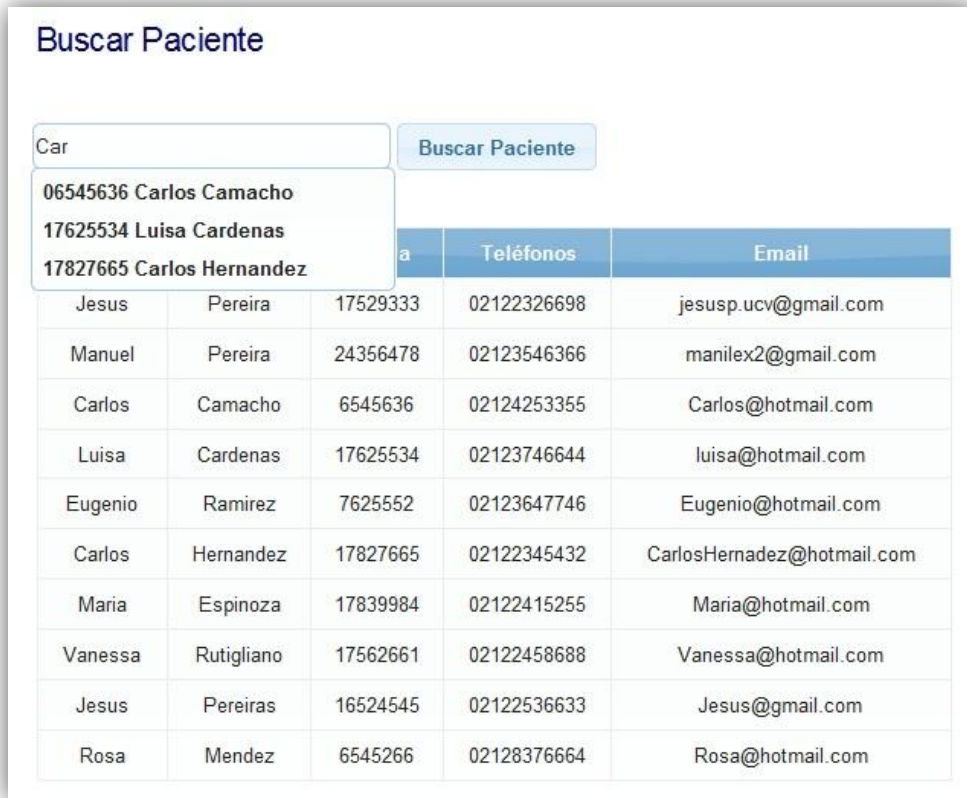 Buscar Paciente
Car
Buscar Paciente
06545636 Carlos Camacho
17625534 Luisa Cardenas
17827665 Carlos Hernandez
a Teléfonos Email
Jesus Pereira 17529333 02122326698 jesusp.ucv@gmail.com
Manuel Pereira 24356478 02123546366 manilex2@gmail.com
Carlos Camacho 6545636 02124253355 Carlos@hotmail.com
Luisa Cardenas 17625534 02123746644 luisa@hotmail.com
Eugenio Ramirez 7625552 02123647746 Eugenio@hotmail.com
Carlos Hernandez 17827665 02122345432 CarlosHernadez@hotmail.com
Maria Espinoza 17839984 02122415255 Maria@hotmail.com
Vanessa Rutigliano 17562661 02122458688 Vanessa@hotmail.com
Jesus Pereiras 16524545 02122536633 Jesus@gmail.com
Rosa Mendez 6545266 02128376664 Rosa@hotmail.com